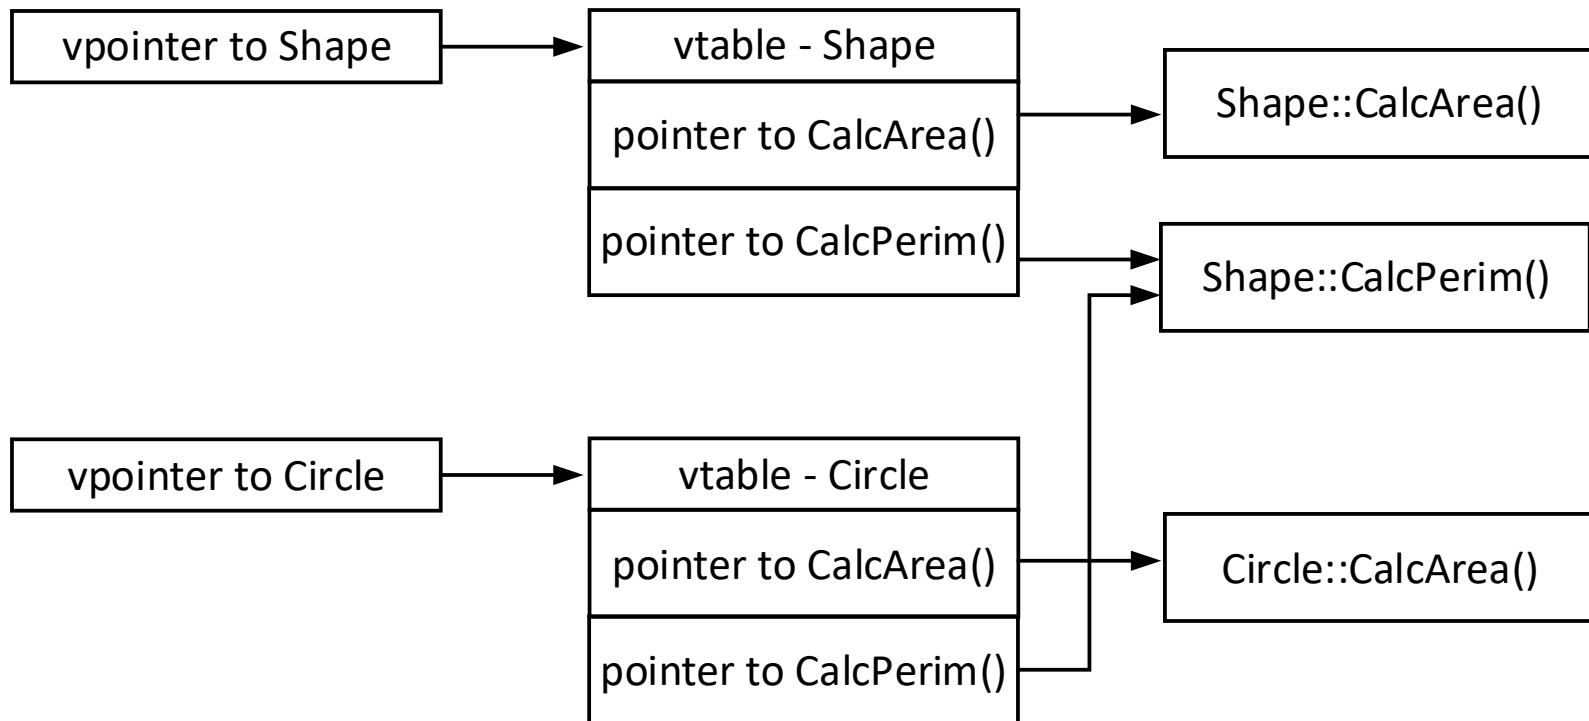 vpointer to Shape
vtable - Shape
pointer to CalcArea()
pointer to CalcPerim()
Shape::CalcArea()
Shape::CalcPerim()
vpointer to Circle
vtable - Circle
pointer to CalcArea()
pointer to CalcPerim()
Circle::CalcArea()